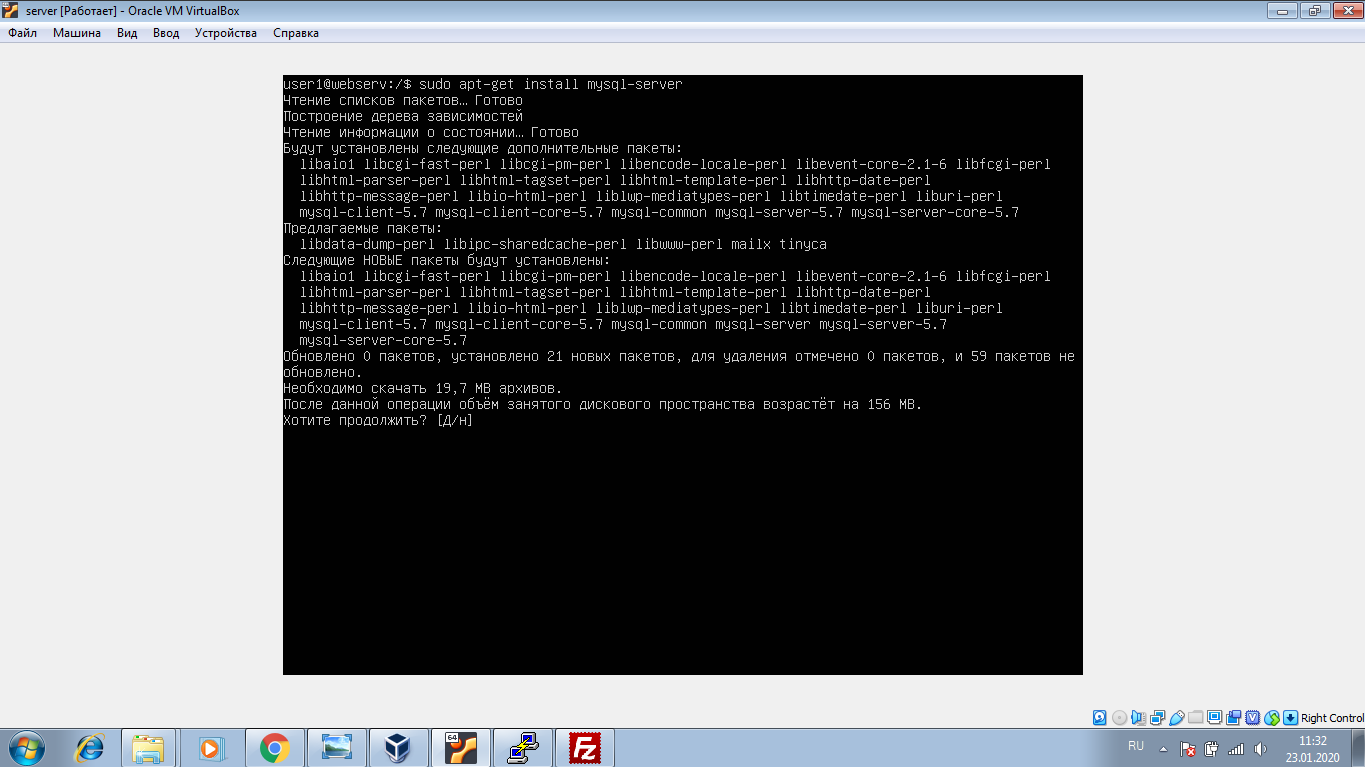 server [Работает] - Oracle VM VirtualBox
Файл Машина Вид Ввод Устройства Справка
user1@webserv:/$ sudo apt-get install mysql-server
Чтение списков пакетов… Готово
Построение дерева зависимостей
Чтение информации о состоянии… Готово
Будут установлены следующие дополнительные пакеты:
libaio1 libcgi-fast-perl libcgi-pm-perl libencode-locale-perl libevent-core-2.1-6 libfcgi-perl
libhtml-parser-perl libhtml-tagset-perl libhtml-template-perl libhttp-date-perl
libhttp-message-perl libio-html-perl liblwp-mediatypes-perl libtimedate-perl liburi-perl
mysql-client-5.7 mysql-client-core-5.7 mysql-common mysql-server-5.7 mysql-server-core-5.7
Предлагаемые пакеты:
libdata-dump-perl libipc-sharedcache-perl libwww-perl mailx tinyca
Следующие НОВЫЕ пакеты будут установлены:
libaio1 libcgi-fast-perl libcgi-pm-perl libencode-locale-perl libevent-core-2.1-6 libfcgi-perl
libhtml-parser-perl libhtml-tagset-perl libhtml-template-perl libhttp-date-perl
libhttp-message-perl libio-html-perl liblwp-mediatypes-perl libtimedate-perl liburi-perl
mysql-client-5.7 mysql-client-core-5.7 mysql-common mysql-server mysql-server-5.7
mysql-server-core-5.7
Обновлено 0 пакетов, установлено 21 новых пакетов, для удаления отмечено 0 пакетов, и 59 пакетов не
обновлено.
Необходимо скачать 19,7 MB архивов.
После данной операции объём занятого дискового пространства возрастёт на 156 MB.
Хотите продолжить? [Д/н]
Right Control
64
Fz
RU
11:32
23.01.2020